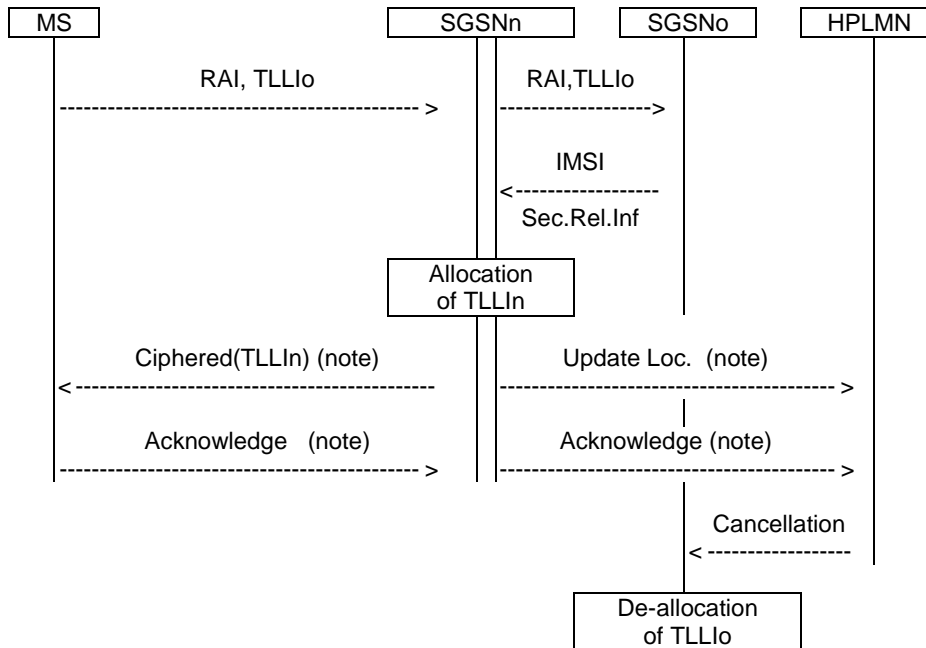 MS SGSNn SGSNo HPLMN
RAI, TLLIo RAI,TLLIo
IMSI
Sec.Rel.Inf
Allocation
of TLLIn
Ciphered(TLLIn) (note) Update Loc. (note)
Acknowledge (note) Acknowledge (note)
Cancellation
De-allocation
of TLLIo